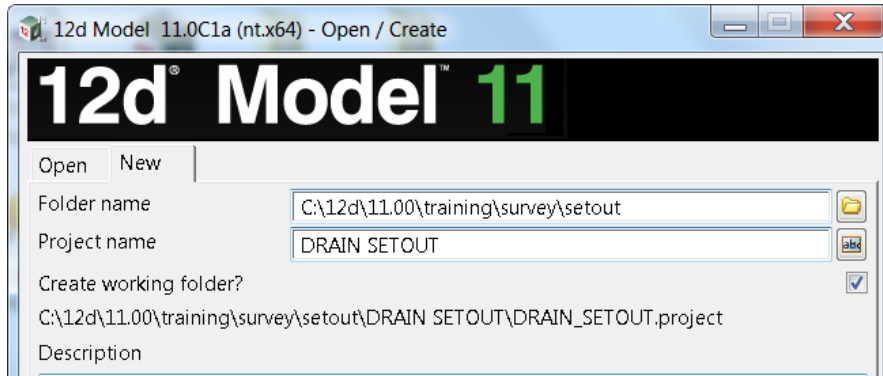 12d Model 11.0C1a (nt.x64) - Open / Create
12d® Model™ 11
Open New
Folder name C:\12d\11.00\training\survey\setout
Project name DRAIN SETOUT abc
Create working folder?
C:\12d\11.00\training\survey\setout\DRAIN SETOUT\DRAIN_SETOUT.project
Description